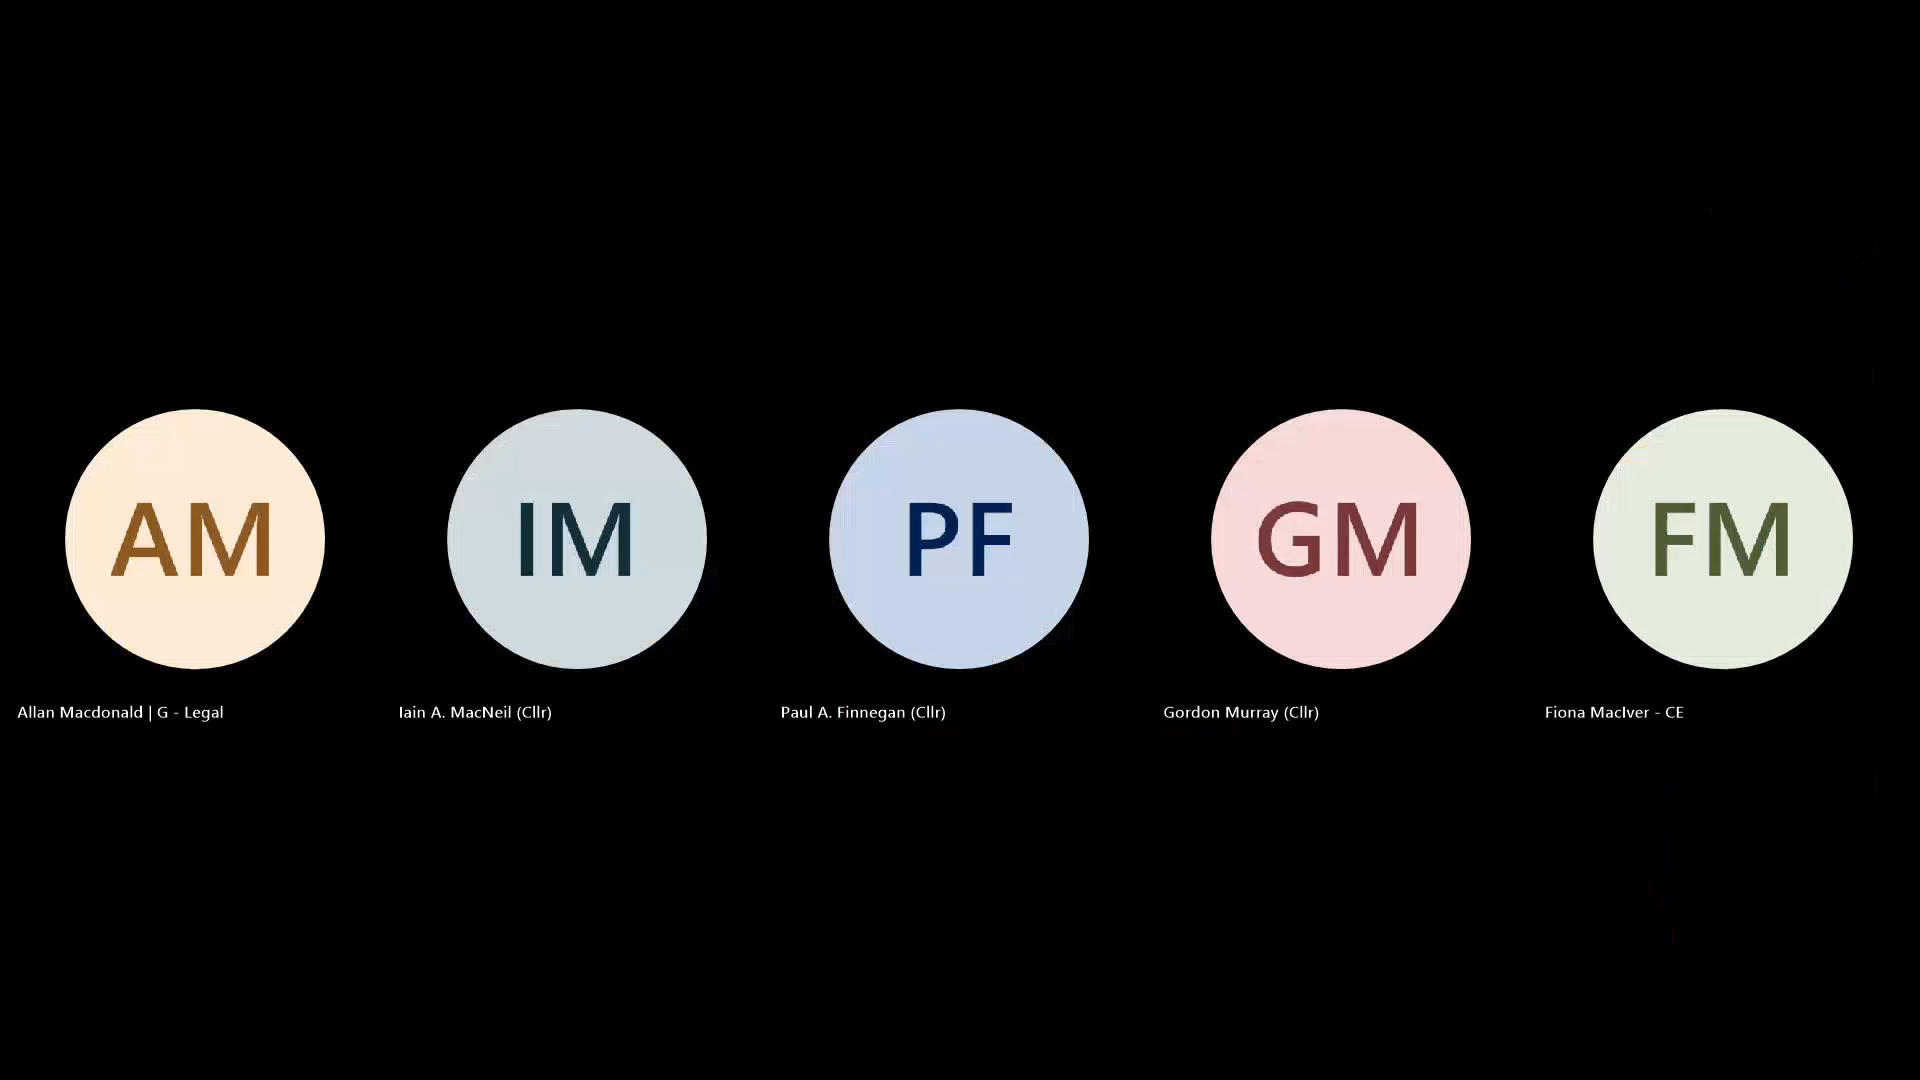 AM
IM
PF
GM
FM
Allan Macdonald | G - Legal
Iain A. MacNeil (Cllr)
Paul A. Finnegan (Cllr)
Gordon Murray (Cllr)
Fiona MacIver - CE